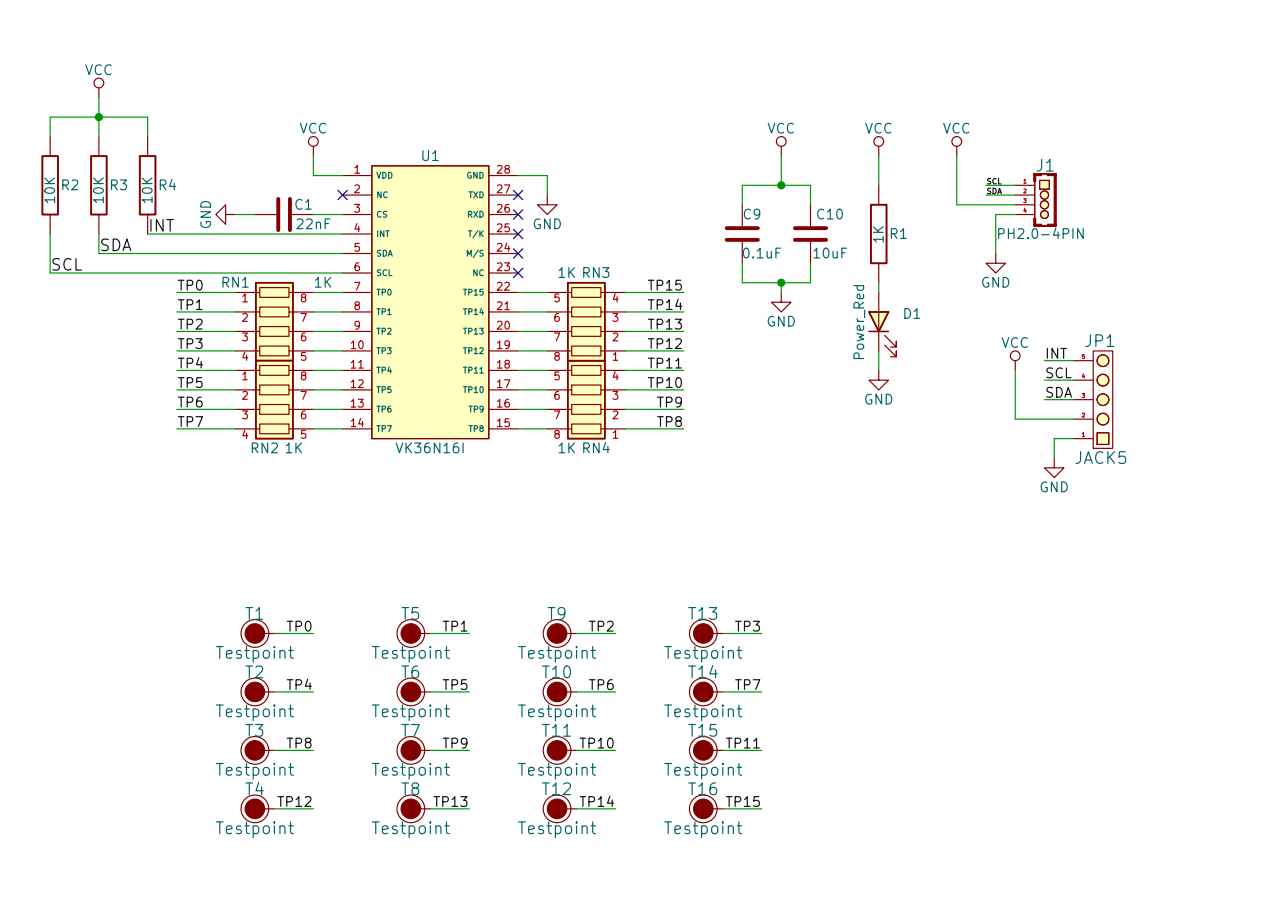 VCC
10K R2
10K R3
10K R4
INT
SDA
SCL
GND
C1
22nF
VCC
U1
1 VDD GND 28
2 NC TXD 27
3 CS RXD 26
4 INT T/K 25
5 SDA M/S 24
6 SCL NC 23
7 TP0 TP15 22
8 TP1 TP14 21
9 TP2 TP13 20
10 TP3 TP12 19
11 TP4 TP11 18
12 TP5 TP10 17
13 TP6 TP9 16
14 TP7 TP8 15
VK36N16I
GND
RN1 1K
TP0 1 8
TP1 2 7
TP2 3 6
TP3 4 5
TP4 1 8
TP5 2 7
TP6 3 6
TP7 4 5
RN2 1K
1K RN3
5 4 TP15
6 3 TP14
7 2 TP13
8 1 TP12
5 4 TP11
6 3 TP10
7 2 TP9
8 1 TP8
1K RN4
VCC
C9
0.1uF
C10
10uF
GND
VCC
1K R1
Power_Red
D1
GND
VCC
J1
SCL 1
SDA 2
3
4
PH2.0-4PIN
GND
VCC
JP1
INT 5
SCL 4
SDA 3
2
1
JACK5
GND
T1 T5 T9 T13
TP0 TP1 TP2 TP3
Testpoint Testpoint Testpoint Testpoint
T2 T6 T10 T14
TP4 TP5 TP6 TP7
Testpoint Testpoint Testpoint Testpoint
T3 T7 T11 T15
TP8 TP9 TP10 TP11
Testpoint Testpoint Testpoint Testpoint
T4 T8 T12 T16
TP12 TP13 TP14 TP15
Testpoint Testpoint Testpoint Testpoint